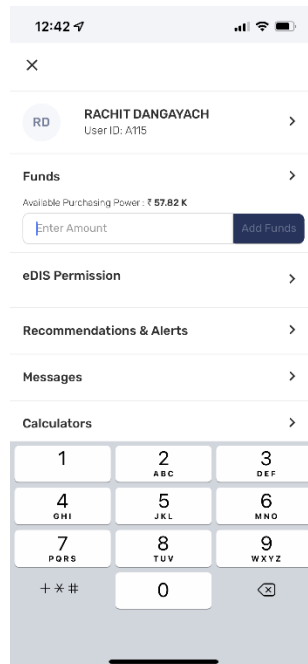 12:42
RD
RACHIT DANGAYACH
User ID: A115
Funds
Available Purchasing Power : ₹ 57.82 K
Enter Amount
Add Funds
eDIS Permission
Recommendations & Alerts
Messages
Calculators
1
2
ABC
3
DEF
4
GHI
5
JKL
6
MNO
7
PQRS
8
TUV
9
WXYZ
+*#
0